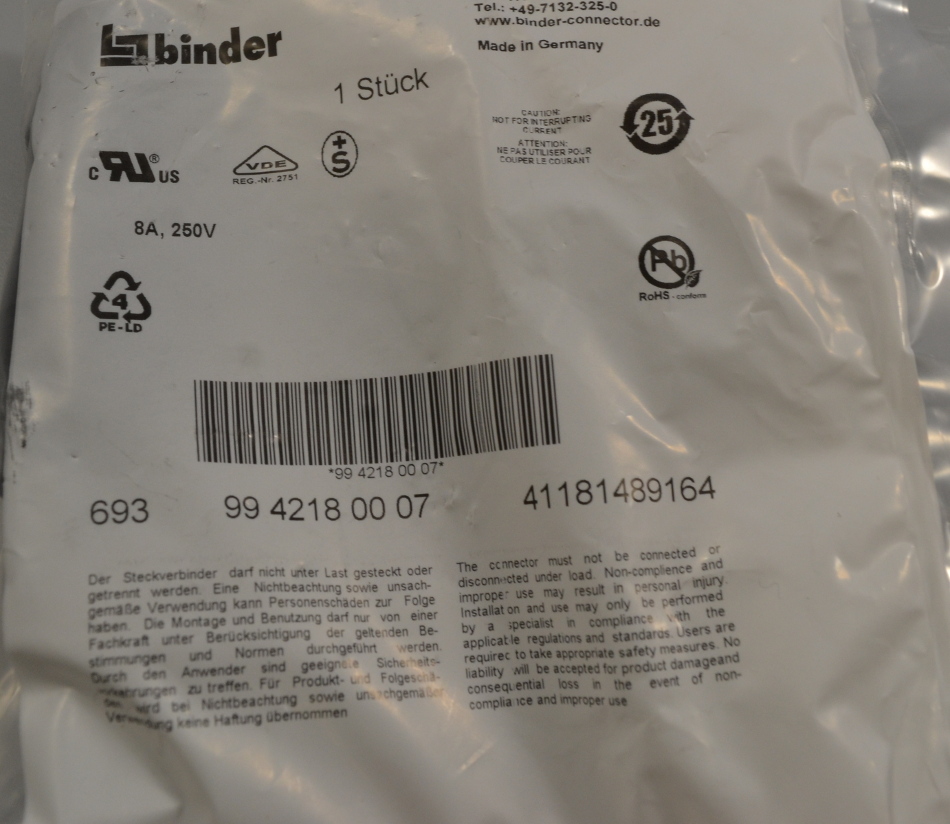 Tel.: +49-7132-325-0
www.binder-connector.de
binder
Made in Germany
1 Stück
CAUTION:
NOT FOR INTERRUPTING
CURRENT
ATTENTION:
NE PAS UTILISER POUR
COUPER LE COURANT
25
C RU ® US
VDE
REG.-Nr. 2751
+S
8A, 250V
4
PE-LD
Pb
RoHS - conform
*99 4218 00 07*
693 99 4218 00 07 41181489164
Der Steckverbinder darf nicht unter Last gesteckt oder
getrennt werden. Eine Nichtbeachtung sowie unsach-
gemäße Verwendung kann Personenschäden zur Folge
haben. Die Montage und Benutzung darf nur von einer
Fachkraft unter Berücksichtigung der geltenden Be-
stimmungen und Normen durchgeführt werden.
Durch den Anwender sind geeignete Sicherheits-
zu treffen. Für Produkt- und Folgeschä-
den wird bei Nichtbeachtung sowie unsachgemäßer
Verwendung keine Haftung übernommen
The connector must not be connected or
disconnected under load. Non-complience and
improper use may result in personal injury.
Installation and use may only be performed
by a specialist in compliance with the
applicable regulations and standards. Users are
required to take appropriate safety measures. No
liability will be accepted for product damageand
consequential loss in the event of non-
compliance and improper use